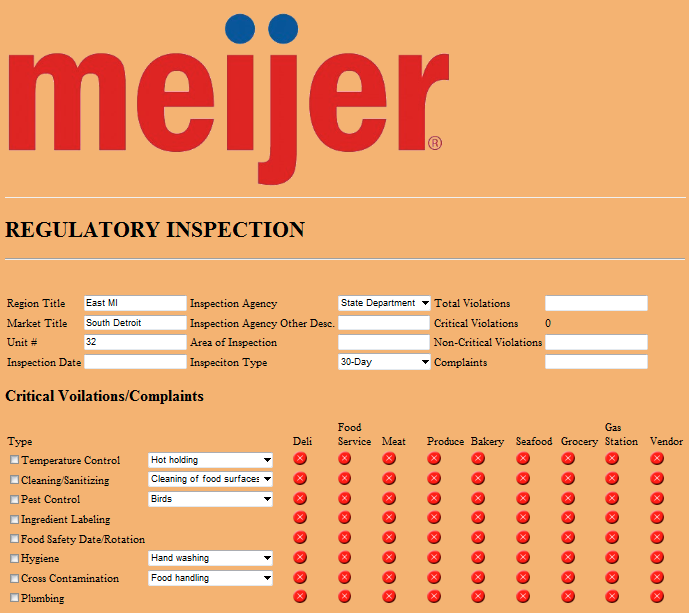 meijer®
REGULATORY INSPECTION
Region Title East MI Inspection Agency State Department Total Violations
Market Title South Detroit Inspection Agency Other Desc. Critical Violations 0
Unit # 32 Area of Inspection Non-Critical Violations
Inspection Date Inspeciton Type 30-Day Complaints
Critical Voilations/Complaints
Type Deli Food Service Meat Produce Bakery Seafood Grocery Gas Station Vendor
Temperature Control Hot holding
Cleaning/Sanitizing Cleaning of food surfaces
Pest Control Birds
Ingredient Labeling
Food Safety Date/Rotation
Hygiene Hand washing
Cross Contamination Food handling
Plumbing